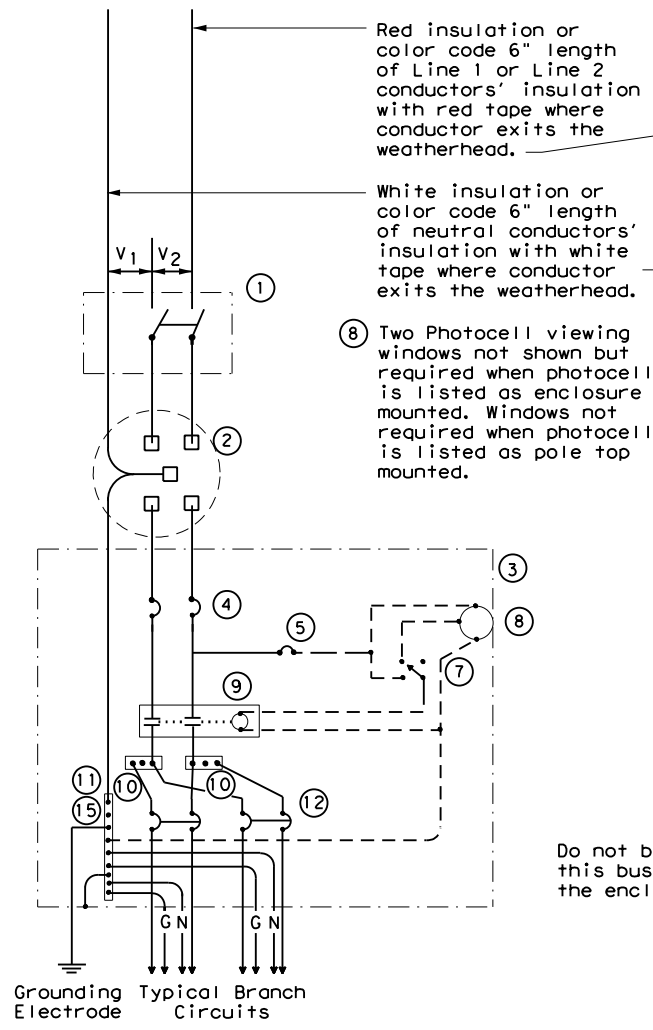 Red insulation or
color code 6" length
of Line 1 or Line 2
conductors' insulation
with red tape where
conductor exits the
weatherhead.
White insulation or
color code 6" length
of neutral conductors'
insulation with white
tape where conductor
exits the weatherhead.
V1 V2
1
8 Two Photocell viewing
windows not shown but
required when photocell
is listed as enclosure
mounted. Windows not
required when photocell
is listed as pole top
mounted.
2
3
4
5
8
7
9
11
10
10
15
12
Do not b
this bus
the encl
G N
G N
Grounding
Electrode
Typical Branch
Circuits